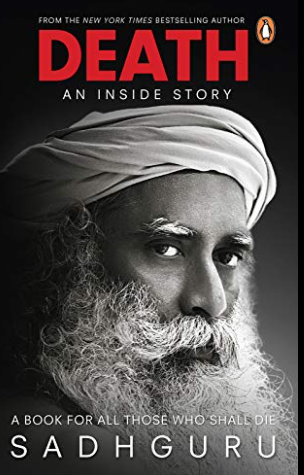 FROM THE NEW YORK TIMES BESTSELLING AUTHOR
DEATH
AN INSIDE STORY
A BOOK FOR ALL THOSE WHO SHALL DIE
SADHGURU